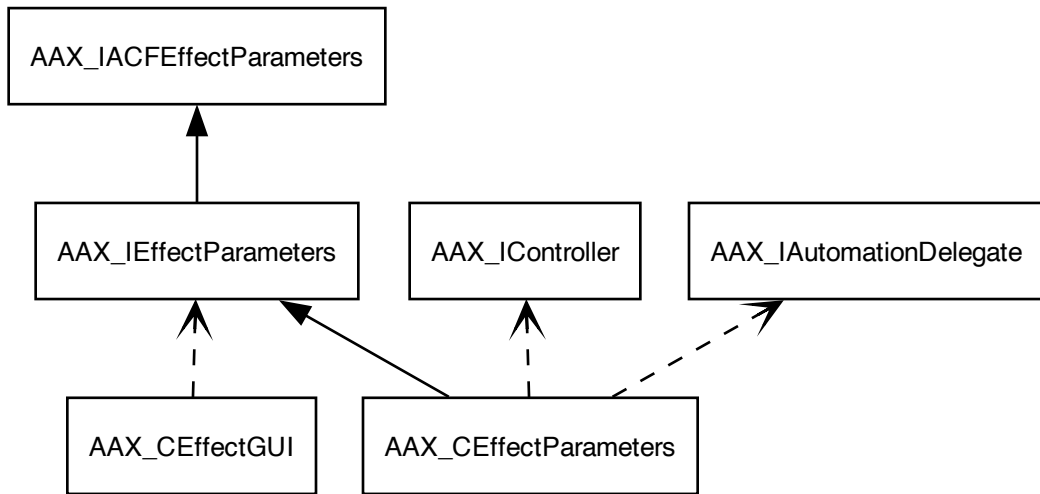 AAX_IACFEffectParameters
AAX_IEffectParameters
AAX_IController
AAX_IAutomationDelegate
AAX_CEffectGUI
AAX_CEffectParameters